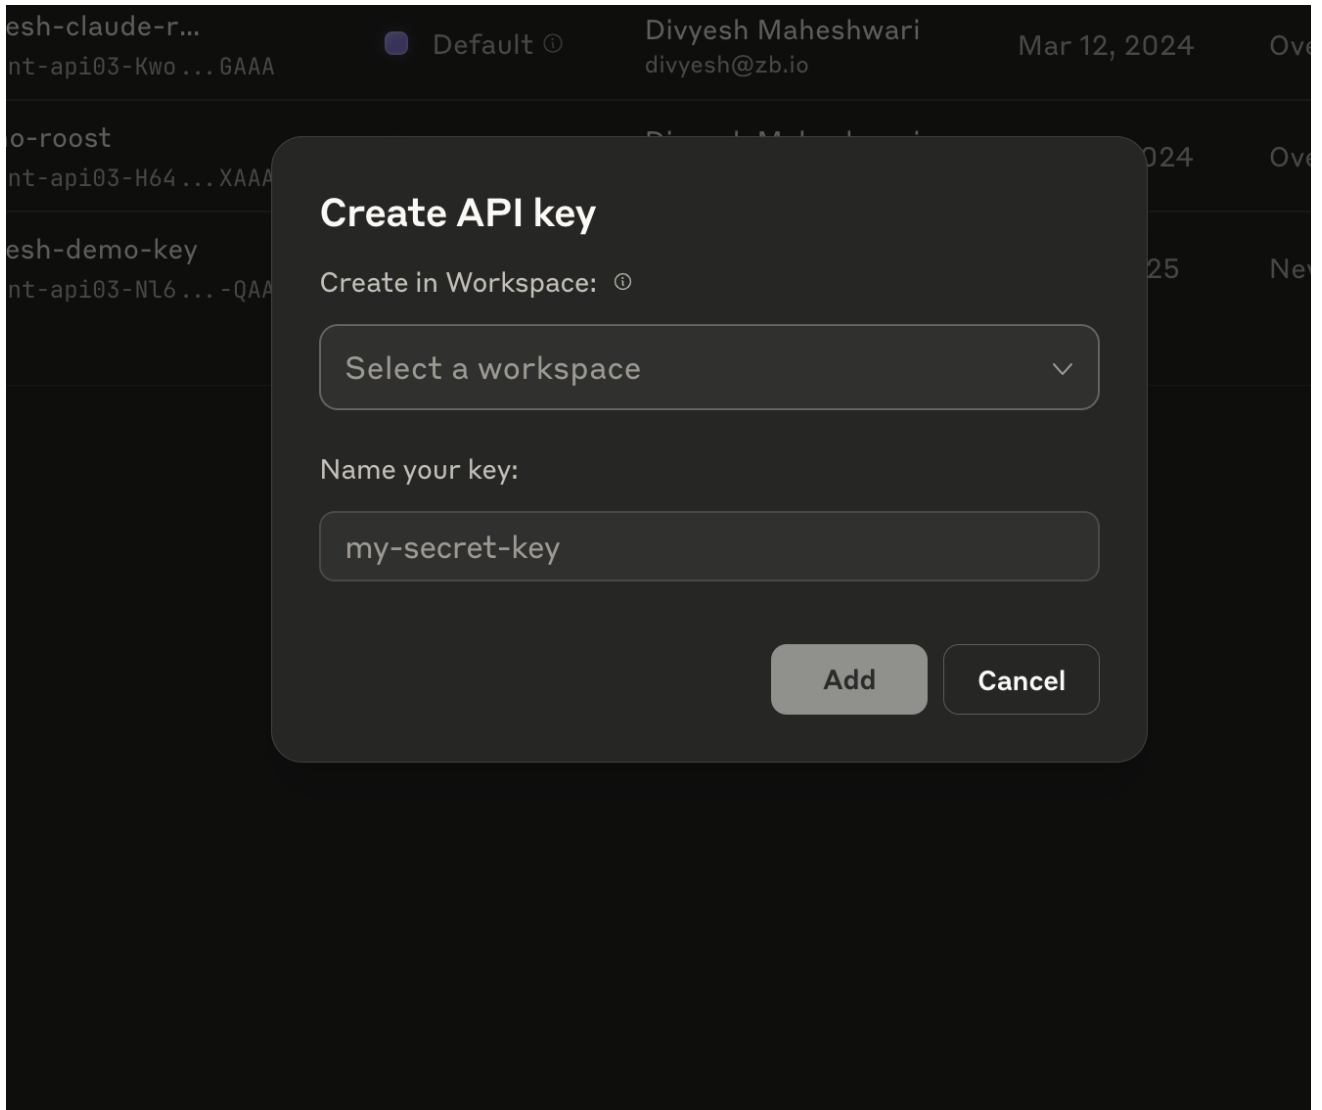 esh-claude-r...
Default
Divyesh Maheshwari
Mar 12, 2024
nt-api03-Kwo...GAAA
divyesh@zb.io
o-roost
024
nt-api03-H64...XAAA
Create API key
esh-demo-key
25
nt-api03-Nl6...-QAA
Create in Workspace:
Select a workspace
Name your key:
my-secret-key
Add
Cancel